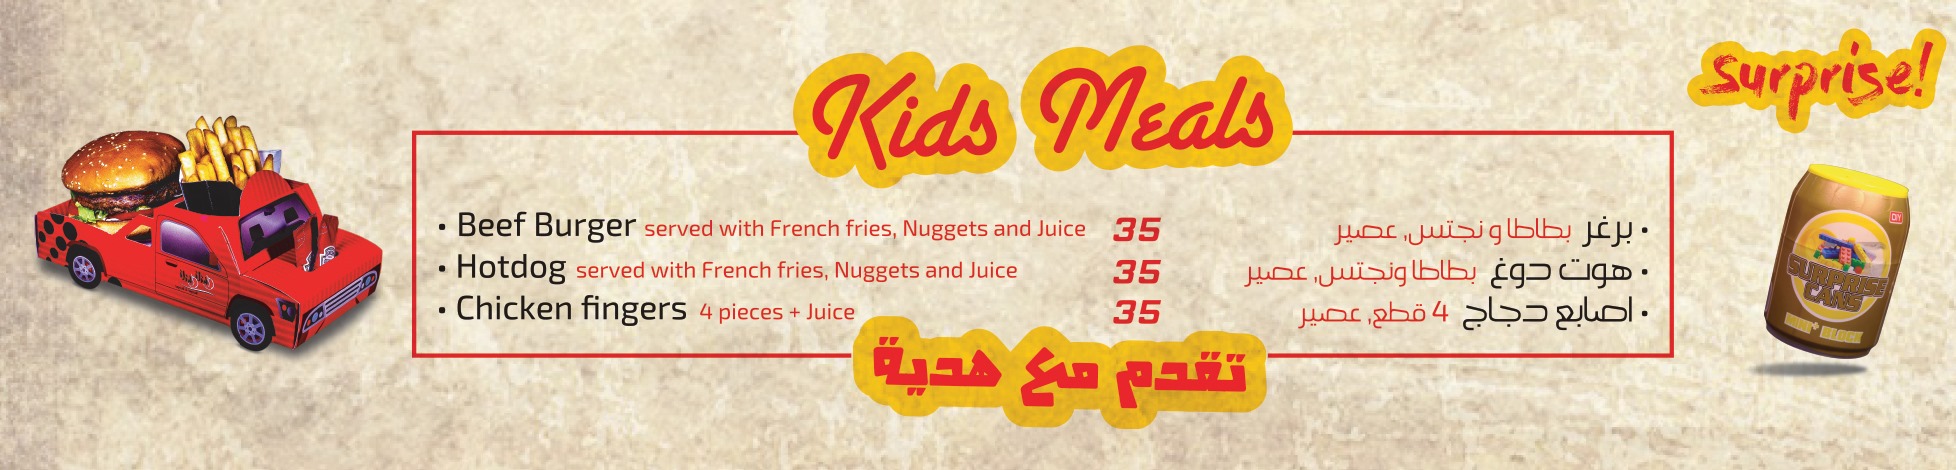 Surprise!
Kids Meals
• Beef Burger served with French fries, Nuggets and Juice 35 • برغر بطاطا و نجتس, عصير
• Hotdog served with French fries, Nuggets and Juice 35 • هوت دوغ بطاطا ونجتس, عصير
• Chicken fingers 4 pieces + Juice 35 • اصابع دجاج 4 قطع, عصير
تقدم مع هدية
DIY
SURPRISE
CANS